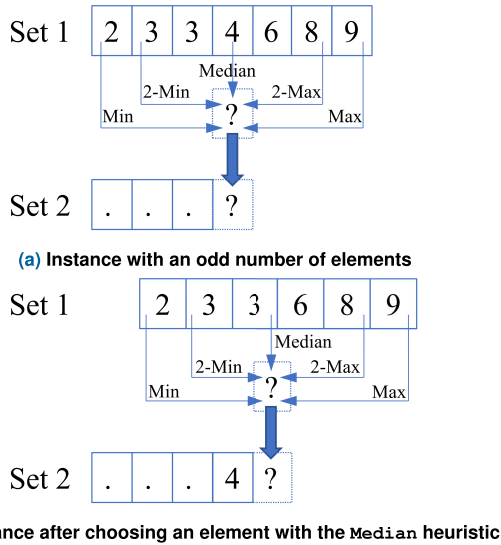 Set 1 2 3 3 4 6 8 9
Median
2-Min 2-Max
Min ? Max
Set 2 . . . ?
(a) Instance with an odd number of elements
Set 1 2 3 3 6 8 9
Median
2-Min 2-Max
Min ? Max
Set 2 . . . 4 ?
after choosing an element with the Median heuristic